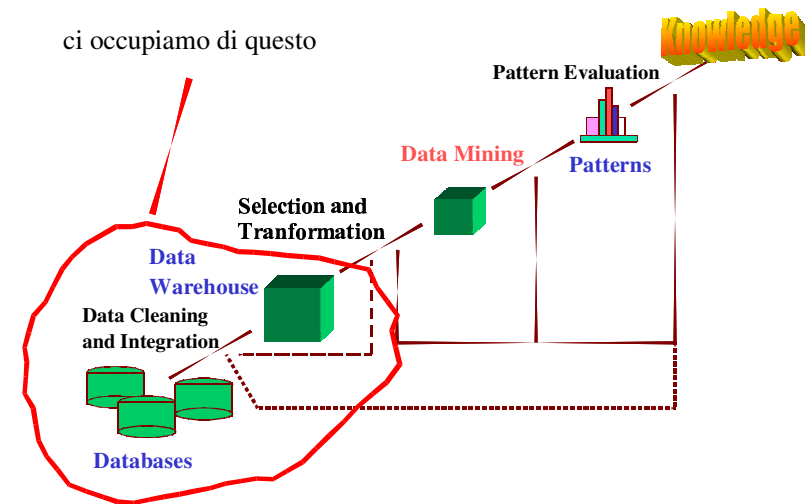 ci occupiamo di questo
Knowledge
Pattern Evaluation
Data Mining
Patterns
Selection and
Tranformation
Data
Warehouse
Data Cleaning
and Integration
Databases